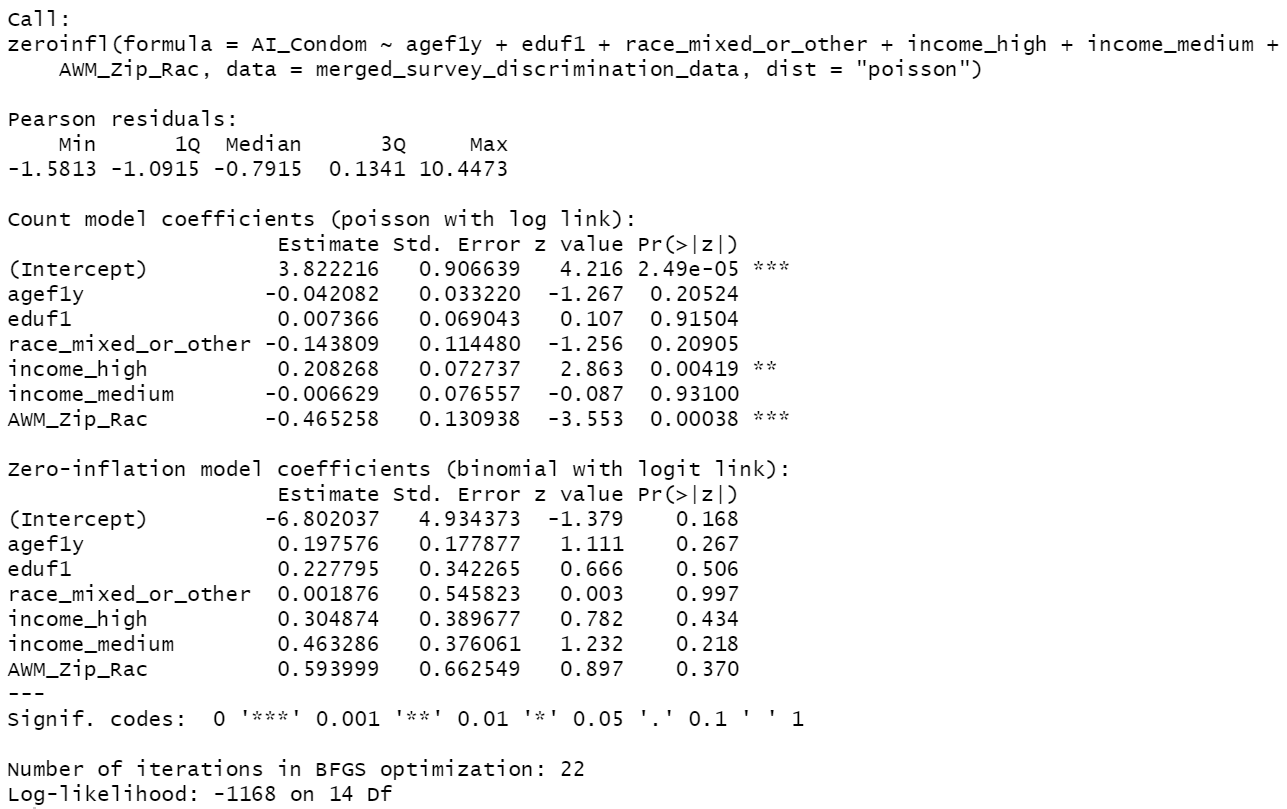 Call:
zeroinfl(formula = AI_Condom ~ agef1y + eduf1 + race_mixed_or_other + income_high + income_medium +
    AWM_Zip_Rac, data = merged_survey_discrimination_data, dist = "poisson")

Pearson residuals:
    Min      1Q  Median      3Q     Max
-1.5813 -1.0915 -0.7915  0.1341 10.4473

Count model coefficients (poisson with log link):
                     Estimate Std. Error z value Pr(>|z|)
(Intercept)          3.822216   0.906639   4.216 2.49e-05 ***
agef1y              -0.042082   0.033220  -1.267  0.20524
eduf1                0.007366   0.069043   0.107  0.91504
race_mixed_or_other -0.143809   0.114480  -1.256  0.20905
income_high          0.208268   0.072737   2.863  0.00419 **
income_medium       -0.006629   0.076557  -0.087  0.93100
AWM_Zip_Rac         -0.465258   0.130938  -3.553  0.00038 ***

Zero-inflation model coefficients (binomial with logit link):
                     Estimate Std. Error z value Pr(>|z|)
(Intercept)         -6.802037   4.934373  -1.379    0.168
agef1y               0.197576   0.177877   1.111    0.267
eduf1                0.227795   0.342265   0.666    0.506
race_mixed_or_other  0.001876   0.545823   0.003    0.997
income_high          0.304874   0.389677   0.782    0.434
income_medium        0.463286   0.376061   1.232    0.218
AWM_Zip_Rac          0.593999   0.662549   0.897    0.370
---
Signif. codes:  0 '***' 0.001 '**' 0.01 '*' 0.05 '.' 0.1 ' ' 1

Number of iterations in BFGS optimization: 22
Log-likelihood: -1168 on 14 Df